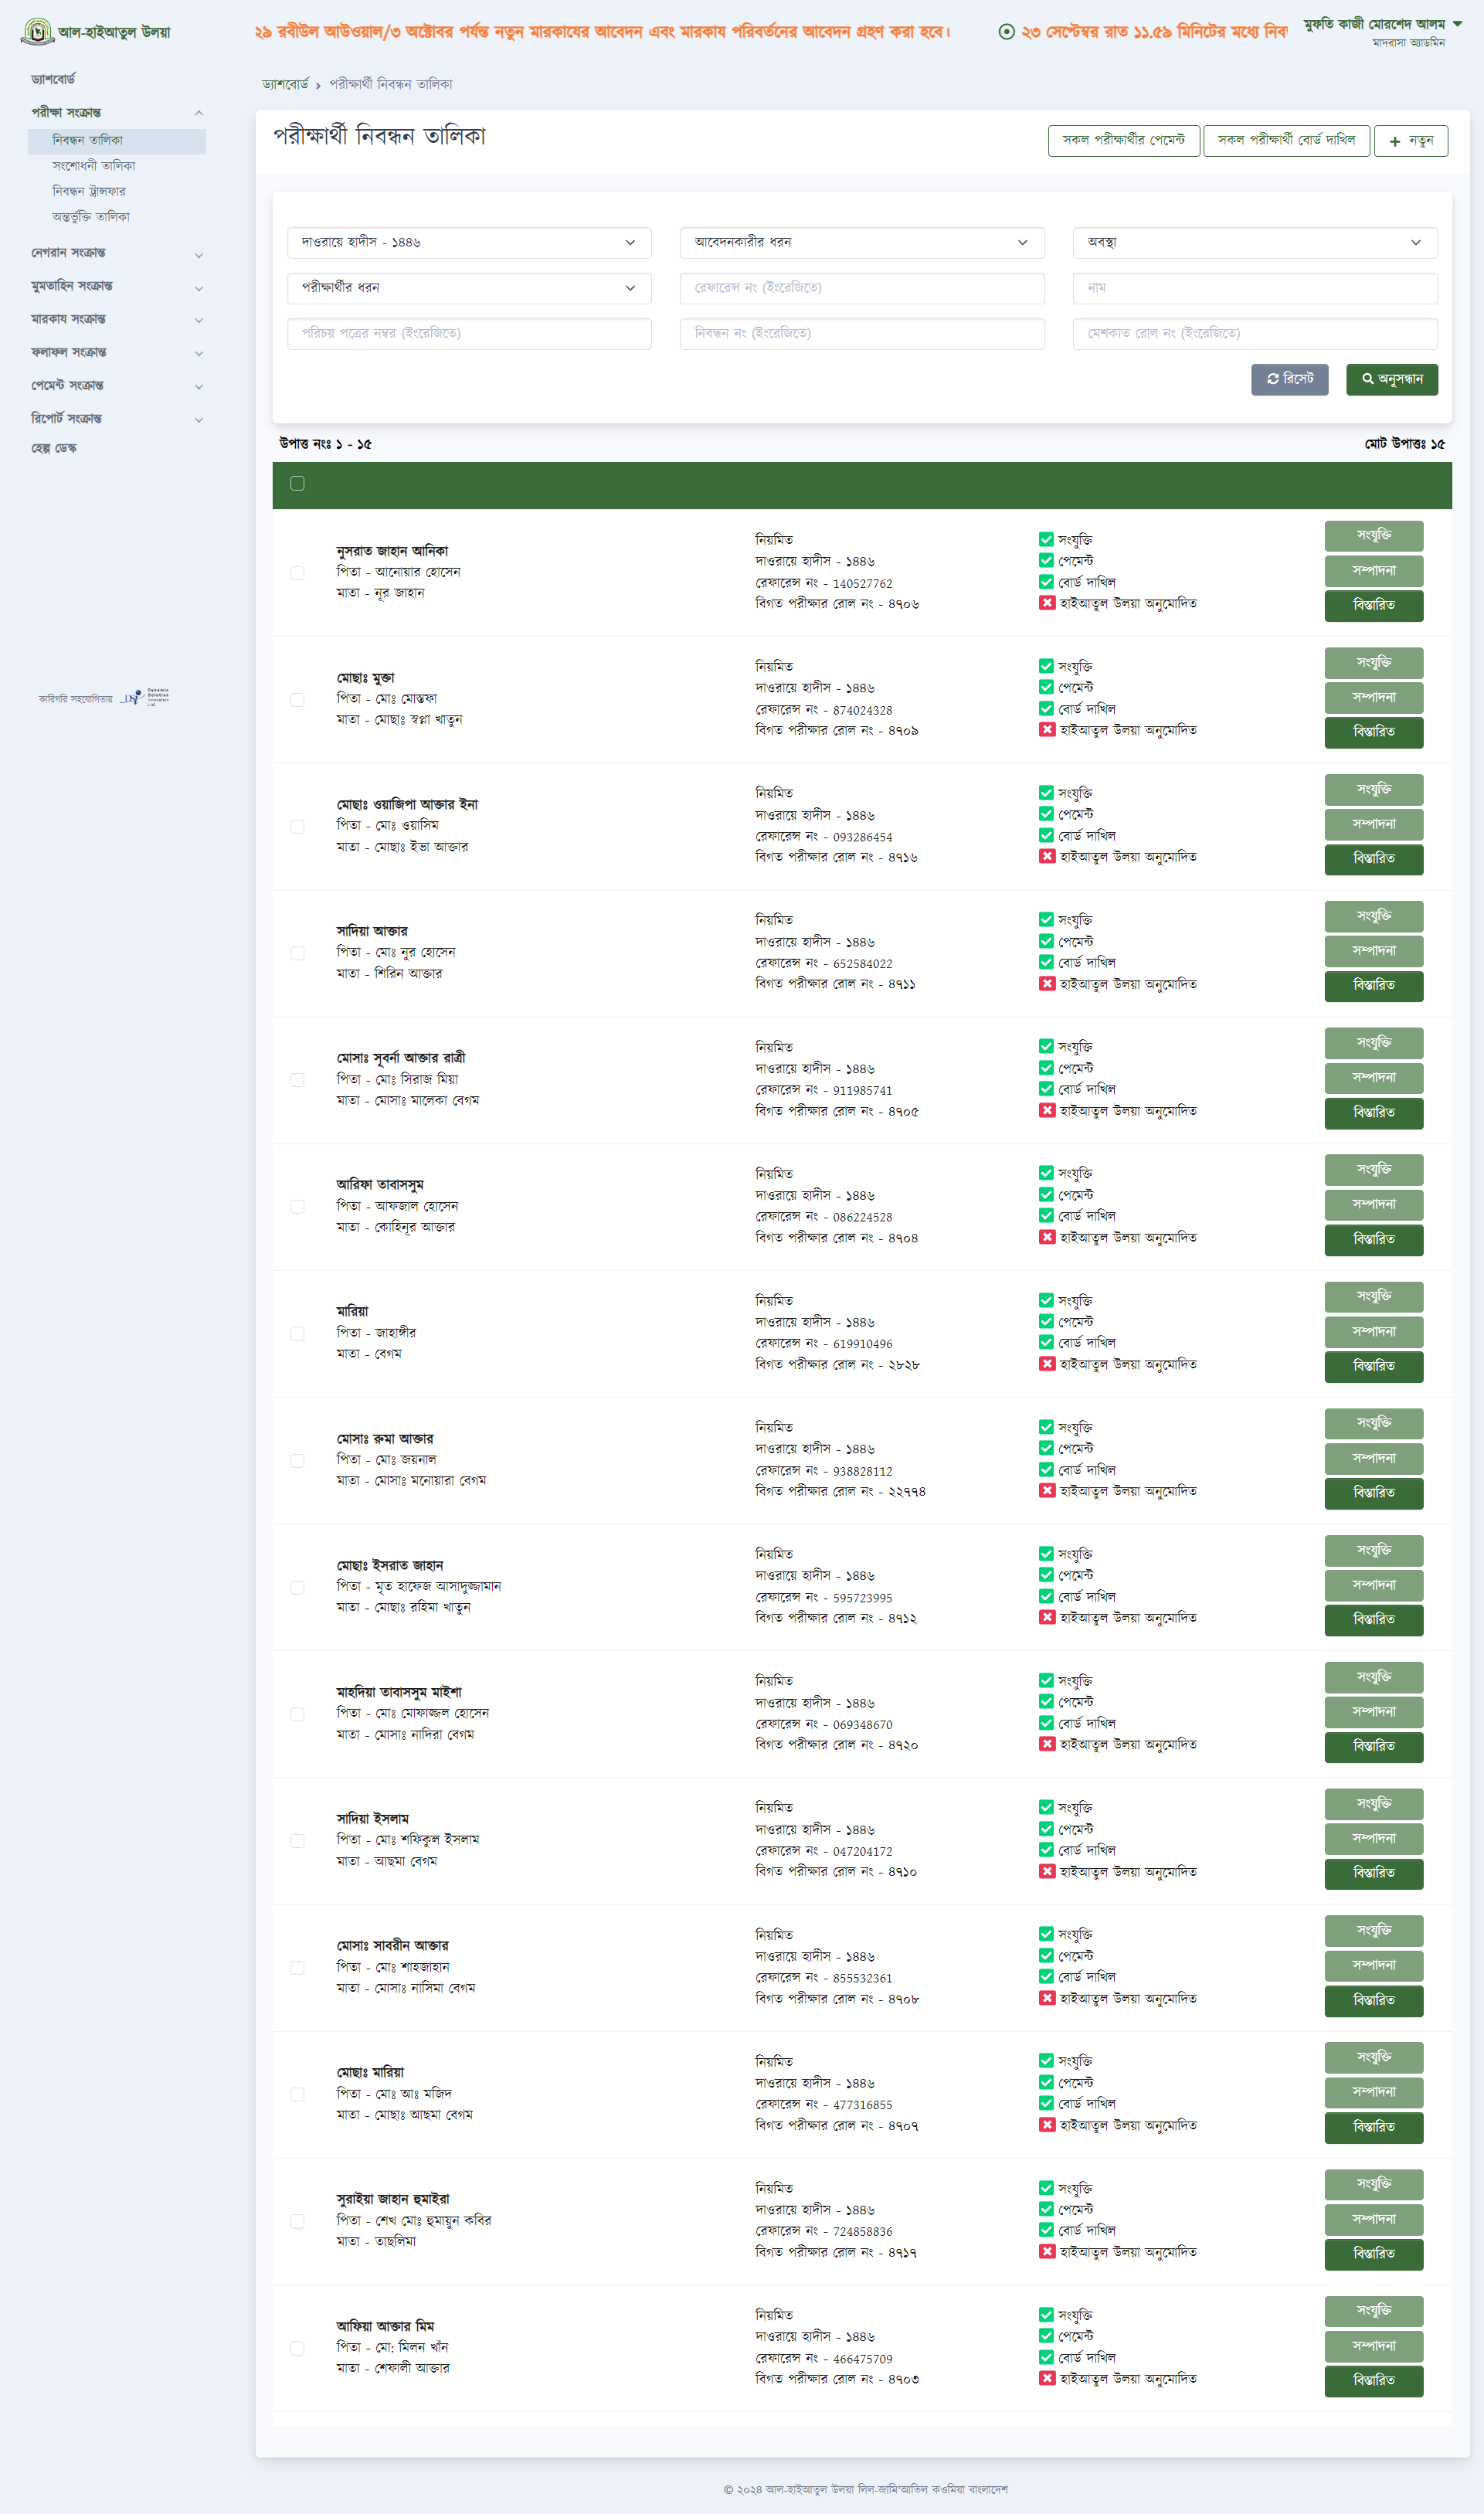 আল-হাইআতুল উলয়া
২৯ রবীউল আউওয়াল/৩ অক্টোবর পর্যন্ত নতুন মারকাযের আবেদন এবং মারকায পরিবর্তনের আবেদন গ্রহণ করা হবে।
২৩ সেপ্টেম্বর রাত ১১.৫৯ মিনিটের মধ্যে
মুফতি কাজী মোরশেদ আলম
মাদরাসা অ্যাডমিন
ড্যাশবোর্ড
পরীক্ষা সংক্রান্ত
নিবন্ধন তালিকা
সংশোধনী তালিকা
নিবন্ধন ট্রান্সফার
অন্তর্ভুক্তি তালিকা
নেগরান সংক্রান্ত
মুমতাহিন সংক্রান্ত
মারকায সংক্রান্ত
ফলাফল সংক্রান্ত
পেমেন্ট সংক্রান্ত
রিপোর্ট সংক্রান্ত
হেল্প ডেস্ক
কারিগরি সহযোগিতায়
Dynamic
Solution
Innovators
Ltd.
ড্যাশবোর্ড › পরীক্ষার্থী নিবন্ধন তালিকা
পরীক্ষার্থী নিবন্ধন তালিকা
সকল পরীক্ষার্থীর পেমেন্ট
সকল পরীক্ষার্থী বোর্ড দাখিল
+ নতুন
দাওরায়ে হাদীস - ১৪৪৬
আবেদনকারীর ধরন
অবস্থা
পরীক্ষার্থীর ধরন
রেফারেন্স নং (ইংরেজিতে)
নাম
পরিচয় পত্রের নম্বর (ইংরেজিতে)
নিবন্ধন নং (ইংরেজিতে)
মেশকাত রোল নং (ইংরেজিতে)
রিসেট
অনুসন্ধান
উপাত্ত নংঃ ১ - ১৫
মোট উপাত্তঃ ১৫
নুসরাত জাহান আনিকা
পিতা - আনোয়ার হোসেন
মাতা - নূর জাহান
নিয়মিত
দাওরায়ে হাদীস - ১৪৪৬
রেফারেন্স নং - 140527762
বিগত পরীক্ষার রোল নং - ৪৭০৬
সংযুক্তি
পেমেন্ট
বোর্ড দাখিল
হাইআতুল উলয়া অনুমোদিত
সংযুক্তি
সম্পাদনা
বিস্তারিত
মোছাঃ মুক্তা
পিতা - মোঃ মোস্তফা
মাতা - মোছাঃ স্বপ্না খাতুন
নিয়মিত
দাওরায়ে হাদীস - ১৪৪৬
রেফারেন্স নং - 874024328
বিগত পরীক্ষার রোল নং - ৪৭০৯
সংযুক্তি
পেমেন্ট
বোর্ড দাখিল
হাইআতুল উলয়া অনুমোদিত
সংযুক্তি
সম্পাদনা
বিস্তারিত
মোছাঃ ওয়াজিপা আক্তার ইনা
পিতা - মোঃ ওয়াসিম
মাতা - মোছাঃ ইভা আক্তার
নিয়মিত
দাওরায়ে হাদীস - ১৪৪৬
রেফারেন্স নং - 093286454
বিগত পরীক্ষার রোল নং - ৪৭১৬
সংযুক্তি
পেমেন্ট
বোর্ড দাখিল
হাইআতুল উলয়া অনুমোদিত
সংযুক্তি
সম্পাদনা
বিস্তারিত
সাদিয়া আক্তার
পিতা - মোঃ নুর হোসেন
মাতা - শিরিন আক্তার
নিয়মিত
দাওরায়ে হাদীস - ১৪৪৬
রেফারেন্স নং - 652584022
বিগত পরীক্ষার রোল নং - ৪৭১১
সংযুক্তি
পেমেন্ট
বোর্ড দাখিল
হাইআতুল উলয়া অনুমোদিত
সংযুক্তি
সম্পাদনা
বিস্তারিত
মোসাঃ সূবর্না আক্তার রাত্রী
পিতা - মোঃ সিরাজ মিয়া
মাতা - মোসাঃ মালেকা বেগম
নিয়মিত
দাওরায়ে হাদীস - ১৪৪৬
রেফারেন্স নং - 911985741
বিগত পরীক্ষার রোল নং - ৪৭০৫
সংযুক্তি
পেমেন্ট
বোর্ড দাখিল
হাইআতুল উলয়া অনুমোদিত
সংযুক্তি
সম্পাদনা
বিস্তারিত
আরিফা তাবাসসুম
পিতা - আফজাল হোসেন
মাতা - কোহিনূর আক্তার
নিয়মিত
দাওরায়ে হাদীস - ১৪৪৬
রেফারেন্স নং - 086224528
বিগত পরীক্ষার রোল নং - ৪৭০৪
সংযুক্তি
পেমেন্ট
বোর্ড দাখিল
হাইআতুল উলয়া অনুমোদিত
সংযুক্তি
সম্পাদনা
বিস্তারিত
মারিয়া
পিতা - জাহাঙ্গীর
মাতা - বেগম
নিয়মিত
দাওরায়ে হাদীস - ১৪৪৬
রেফারেন্স নং - 619910496
বিগত পরীক্ষার রোল নং - ২৮২৮
সংযুক্তি
পেমেন্ট
বোর্ড দাখিল
হাইআতুল উলয়া অনুমোদিত
সংযুক্তি
সম্পাদনা
বিস্তারিত
মোসাঃ রুমা আক্তার
পিতা - মোঃ জয়নাল
মাতা - মোসাঃ মনোয়ারা বেগম
নিয়মিত
দাওরায়ে হাদীস - ১৪৪৬
রেফারেন্স নং - 938828112
বিগত পরীক্ষার রোল নং - ২২৭৭৪
সংযুক্তি
পেমেন্ট
বোর্ড দাখিল
হাইআতুল উলয়া অনুমোদিত
সংযুক্তি
সম্পাদনা
বিস্তারিত
মোছাঃ ইসরাত জাহান
পিতা - মৃত হাফেজ আসাদুজ্জামান
মাতা - মোছাঃ রহিমা খাতুন
নিয়মিত
দাওরায়ে হাদীস - ১৪৪৬
রেফারেন্স নং - 595723995
বিগত পরীক্ষার রোল নং - ৪৭১২
সংযুক্তি
পেমেন্ট
বোর্ড দাখিল
হাইআতুল উলয়া অনুমোদিত
সংযুক্তি
সম্পাদনা
বিস্তারিত
মাহদিয়া তাবাসসুম মাইশা
পিতা - মোঃ মোফাজ্জল হোসেন
মাতা - মোসাঃ নাদিরা বেগম
নিয়মিত
দাওরায়ে হাদীস - ১৪৪৬
রেফারেন্স নং - 069348670
বিগত পরীক্ষার রোল নং - ৪৭২০
সংযুক্তি
পেমেন্ট
বোর্ড দাখিল
হাইআতুল উলয়া অনুমোদিত
সংযুক্তি
সম্পাদনা
বিস্তারিত
সাদিয়া ইসলাম
পিতা - মোঃ শফিকুল ইসলাম
মাতা - আছমা বেগম
নিয়মিত
দাওরায়ে হাদীস - ১৪৪৬
রেফারেন্স নং - 047204172
বিগত পরীক্ষার রোল নং - ৪৭১০
সংযুক্তি
পেমেন্ট
বোর্ড দাখিল
হাইআতুল উলয়া অনুমোদিত
সংযুক্তি
সম্পাদনা
বিস্তারিত
মোসাঃ সাবরীন আক্তার
পিতা - মোঃ শাহজাহান
মাতা - মোসাঃ নাসিমা বেগম
নিয়মিত
দাওরায়ে হাদীস - ১৪৪৬
রেফারেন্স নং - 855532361
বিগত পরীক্ষার রোল নং - ৪৭০৮
সংযুক্তি
পেমেন্ট
বোর্ড দাখিল
হাইআতুল উলয়া অনুমোদিত
সংযুক্তি
সম্পাদনা
বিস্তারিত
মোছাঃ মারিয়া
পিতা - মোঃ আঃ মজিদ
মাতা - মোছাঃ আছমা বেগম
নিয়মিত
দাওরায়ে হাদীস - ১৪৪৬
রেফারেন্স নং - 477316855
বিগত পরীক্ষার রোল নং - ৪৭০৭
সংযুক্তি
পেমেন্ট
বোর্ড দাখিল
হাইআতুল উলয়া অনুমোদিত
সংযুক্তি
সম্পাদনা
বিস্তারিত
সুরাইয়া জাহান হুমাইরা
পিতা - শেখ মোঃ হুমায়ুন কবির
মাতা - তাছলিমা
নিয়মিত
দাওরায়ে হাদীস - ১৪৪৬
রেফারেন্স নং - 724858836
বিগত পরীক্ষার রোল নং - ৪৭১৭
সংযুক্তি
পেমেন্ট
বোর্ড দাখিল
হাইআতুল উলয়া অনুমোদিত
সংযুক্তি
সম্পাদনা
বিস্তারিত
আফিয়া আক্তার মিম
পিতা - মো: মিলন খাঁন
মাতা - শেফালী আক্তার
নিয়মিত
দাওরায়ে হাদীস - ১৪৪৬
রেফারেন্স নং - 466475709
বিগত পরীক্ষার রোল নং - ৪৭০৩
সংযুক্তি
পেমেন্ট
বোর্ড দাখিল
হাইআতুল উলয়া অনুমোদিত
সংযুক্তি
সম্পাদনা
বিস্তারিত
© ২০২৪ আল-হাইআতুল উলয়া লিল-জামি'আতিল কওমিয়া বাংলাদেশ